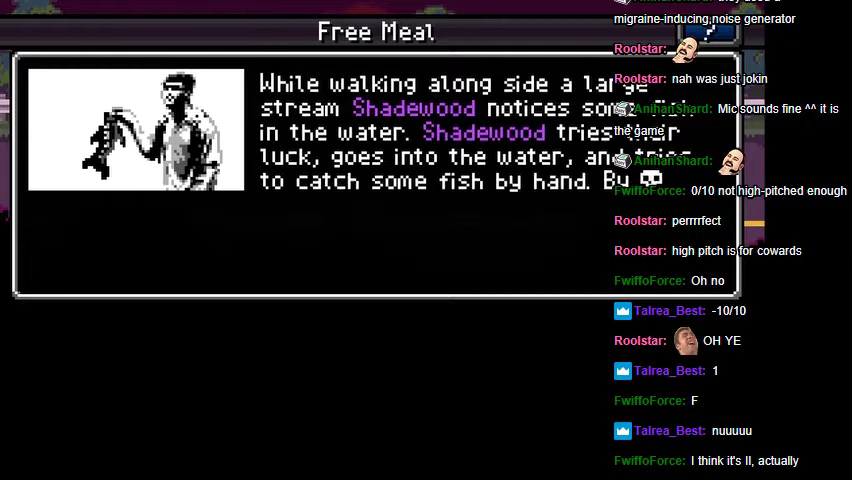 Free Meal
?
While walking along side a large
stream Shadewood notices some fish
in the water. Shadewood tries their
luck, goes into the water, and tries
to catch some fish by hand. By
migraine-inducing noise generator
Roolstar:
Roolstar: nah was just jokin
AnihanShard: Mic sounds fine ^^ it is
the game
AnihanShard:
FwiffoForce: 0/10 not high-pitched enough
Roolstar: perrrrfect
Roolstar: high pitch is for cowards
FwiffoForce: Oh no
Talrea_Best: -10/10
Roolstar: OH YE
Talrea_Best: 1
FwiffoForce: F
Talrea_Best: nuuuuu
FwiffoForce: I think it's II, actually